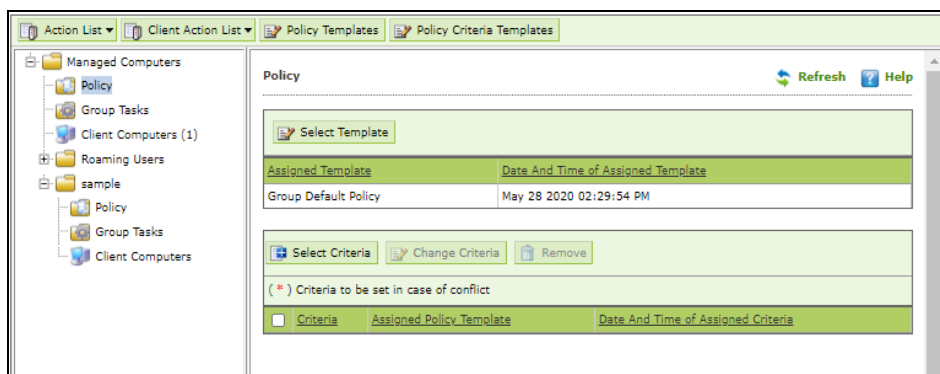 Action List Client Action List Policy Templates Policy Criteria Templates
Managed Computers
Policy
Group Tasks
Client Computers (1)
Roaming Users
sample
Policy
Group Tasks
Client Computers
Policy Refresh Help
Select Template
Assigned Template Date And Time of Assigned Template
Group Default Policy May 28 2020 02:29:54 PM
Select Criteria Change Criteria Remove
( * ) Criteria to be set in case of conflict
Criteria Assigned Policy Template Date And Time of Assigned Criteria